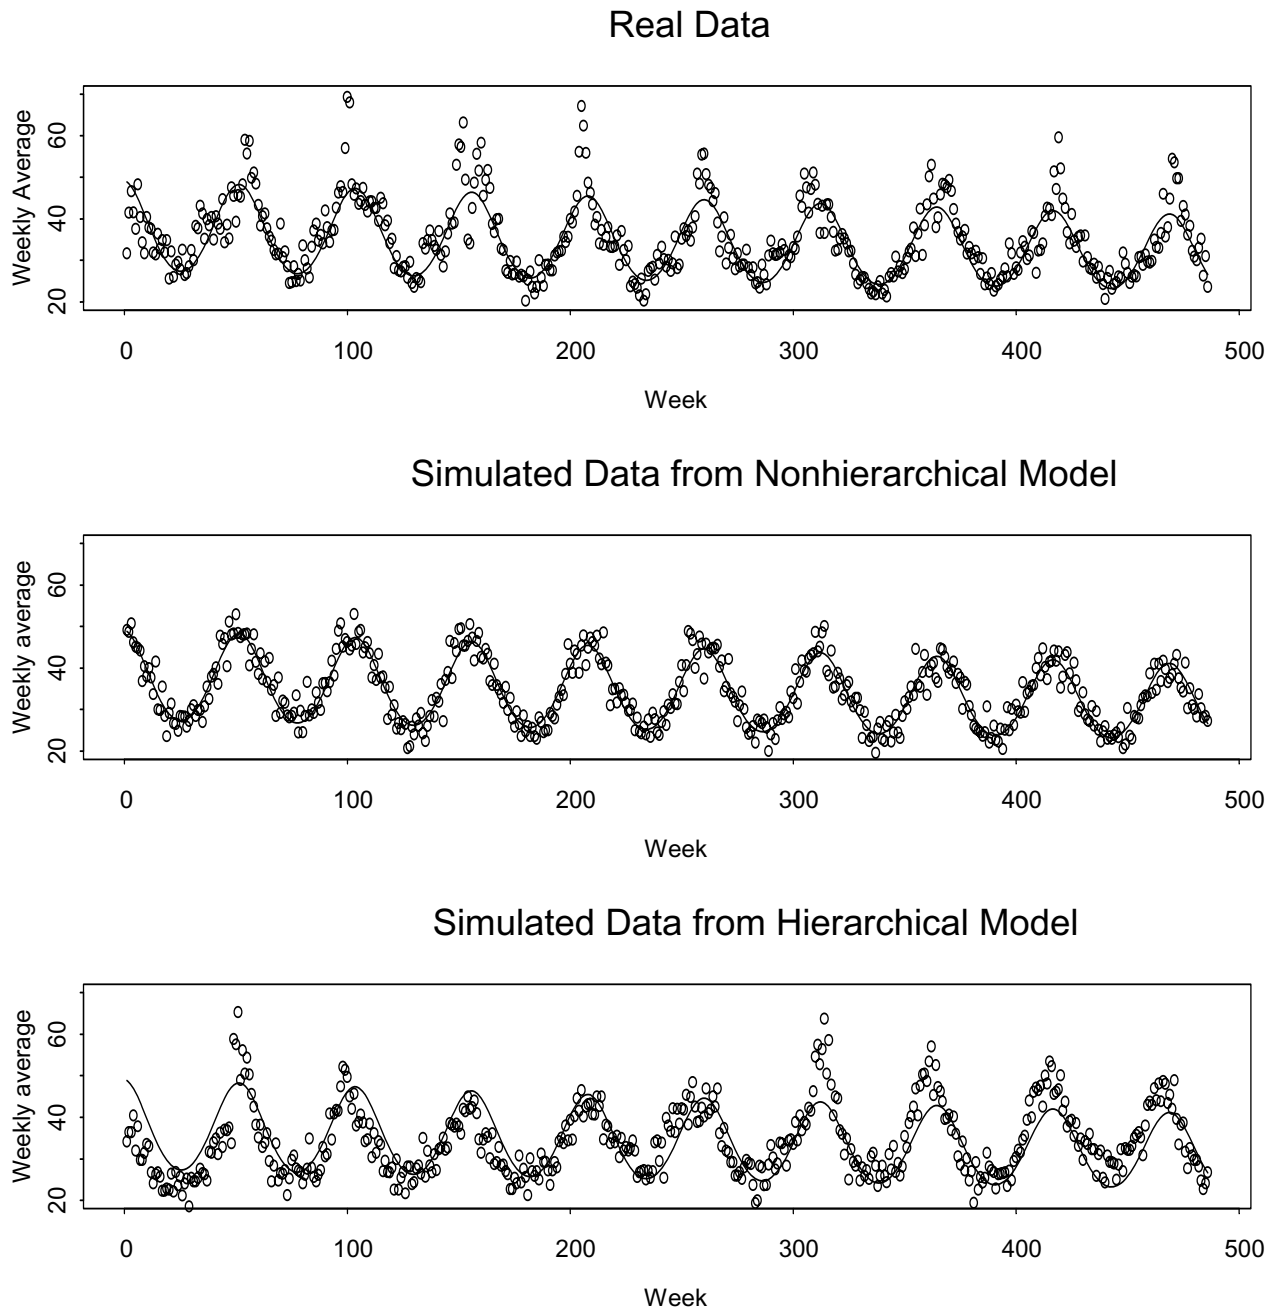 Real Data
Weekly Average
60
40
20
0 100 200 300 400 500
Week
Simulated Data from Nonhierarchical Model
Weekly average
60
40
20
0 100 200 300 400 500
Week
Simulated Data from Hierarchical Model
Weekly average
60
40
20
0 100 200 300 400 500
Week